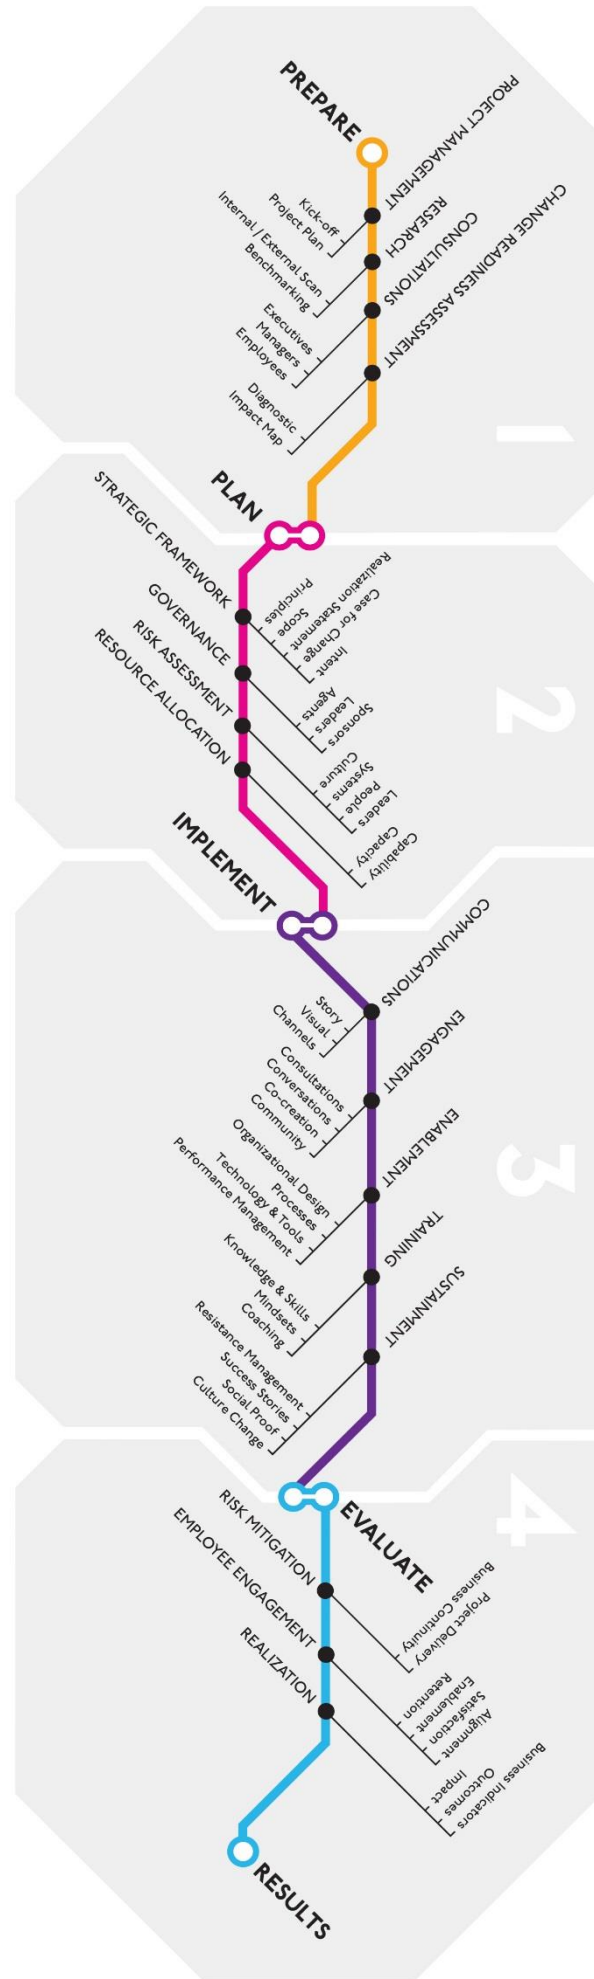 PREPARE
PROJECT MANAGEMENT
Kick-off
Project Plan
RESEARCH
Internal / External Scan
Benchmarking
CONSULTATIONS
Executives
Managers
Employees
CHANGE READINESS ASSESSMENT
Diagnostic
Impact Map
1
PLAN
STRATEGIC FRAMEWORK
Principles
Scope
Realization Statement
Case for Change
Intent
GOVERNANCE
Agents
Leaders
Sponsors
RISK ASSESSMENT
Culture
Systems
People
Leaders
RESOURCE ALLOCATION
Capacity
Capability
2
IMPLEMENT
COMMUNICATIONS
Story
Visual
Channels
ENGAGEMENT
Consultations
Conversations
Co-creation
Community
ENABLEMENT
Organizational Design
Processes
Technology & Tools
Performance Management
TRAINING
Knowledge & Skills
Mindsets
Coaching
SUSTAINMENT
Resistance Management
Success Stories
Social Proof
Culture Change
3
EVALUATE
RISK MITIGATION
Business Continuity
Project Delivery
EMPLOYEE ENGAGEMENT
Retention
Enablement
Satisfaction
Alignment
REALIZATION
Impact
Outcomes
Business Indicators
4
RESULTS